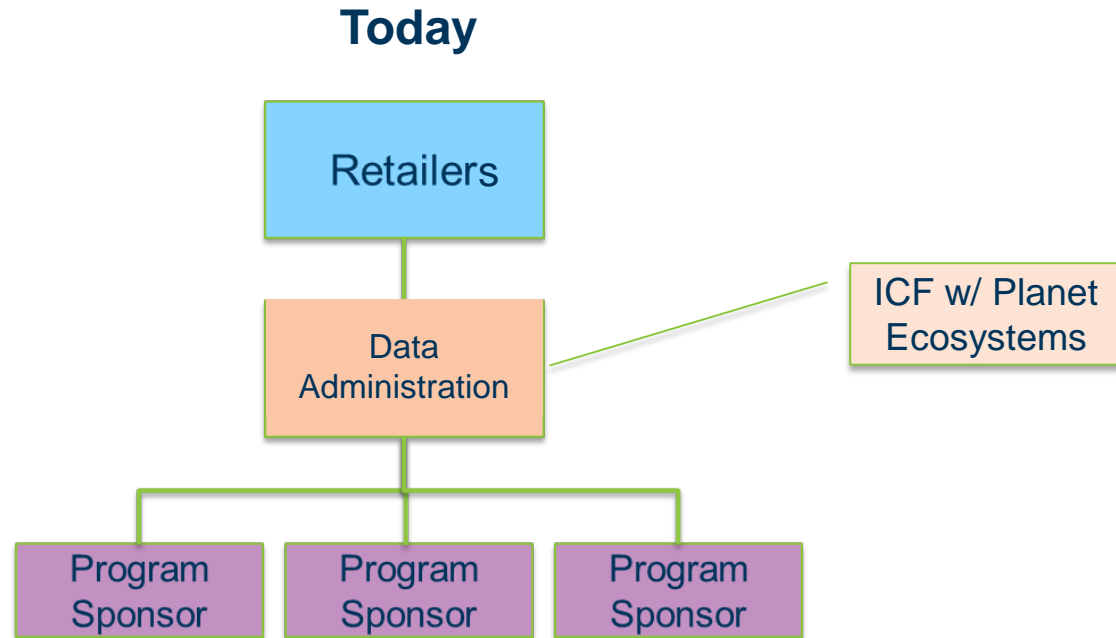 Today
Retailers
ICF w/ Planet
Ecosystems
Data
Administration
Program
Sponsor
Program
Sponsor
Program
Sponsor